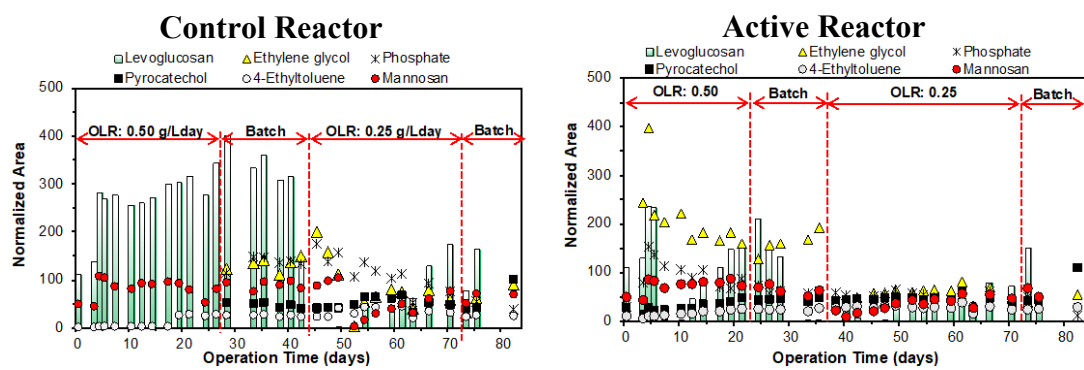 Control Reactor
Levoglucosan Ethylene glycol Phosphate
Pyrocatechol 4-Ethyltoluene Mannosan
500
400
300
200
100
0
Normalized Area
OLR: 0.50 g/Lday Batch OLR: 0.25 g/Lday Batch
0 10 20 30 40 50 60 70 80
Operation Time (days)
Active Reactor
Levoglucosan Ethylene glycol Phosphate
Pyrocatechol 4-Ethyltoluene Mannosan
500
400
300
200
100
0
Normalized Area
OLR: 0.50 Batch OLR: 0.25 Batch
0 10 20 30 40 50 60 70 80
Operation Time (days)